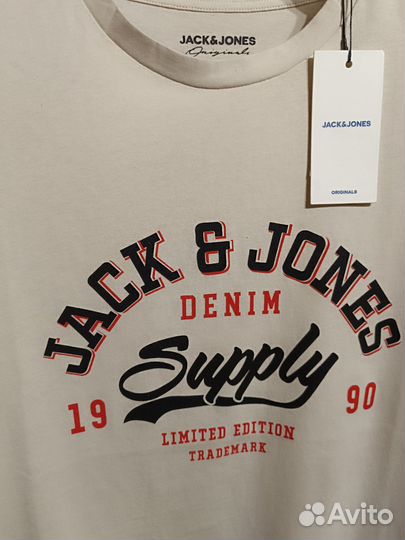 JACK&JONES
Originals
JACK&JONES
ORIGINALS
JACK & JONES
DENIM
Supply
19 90
LIMITED EDITION
TRADEMARK
Avito